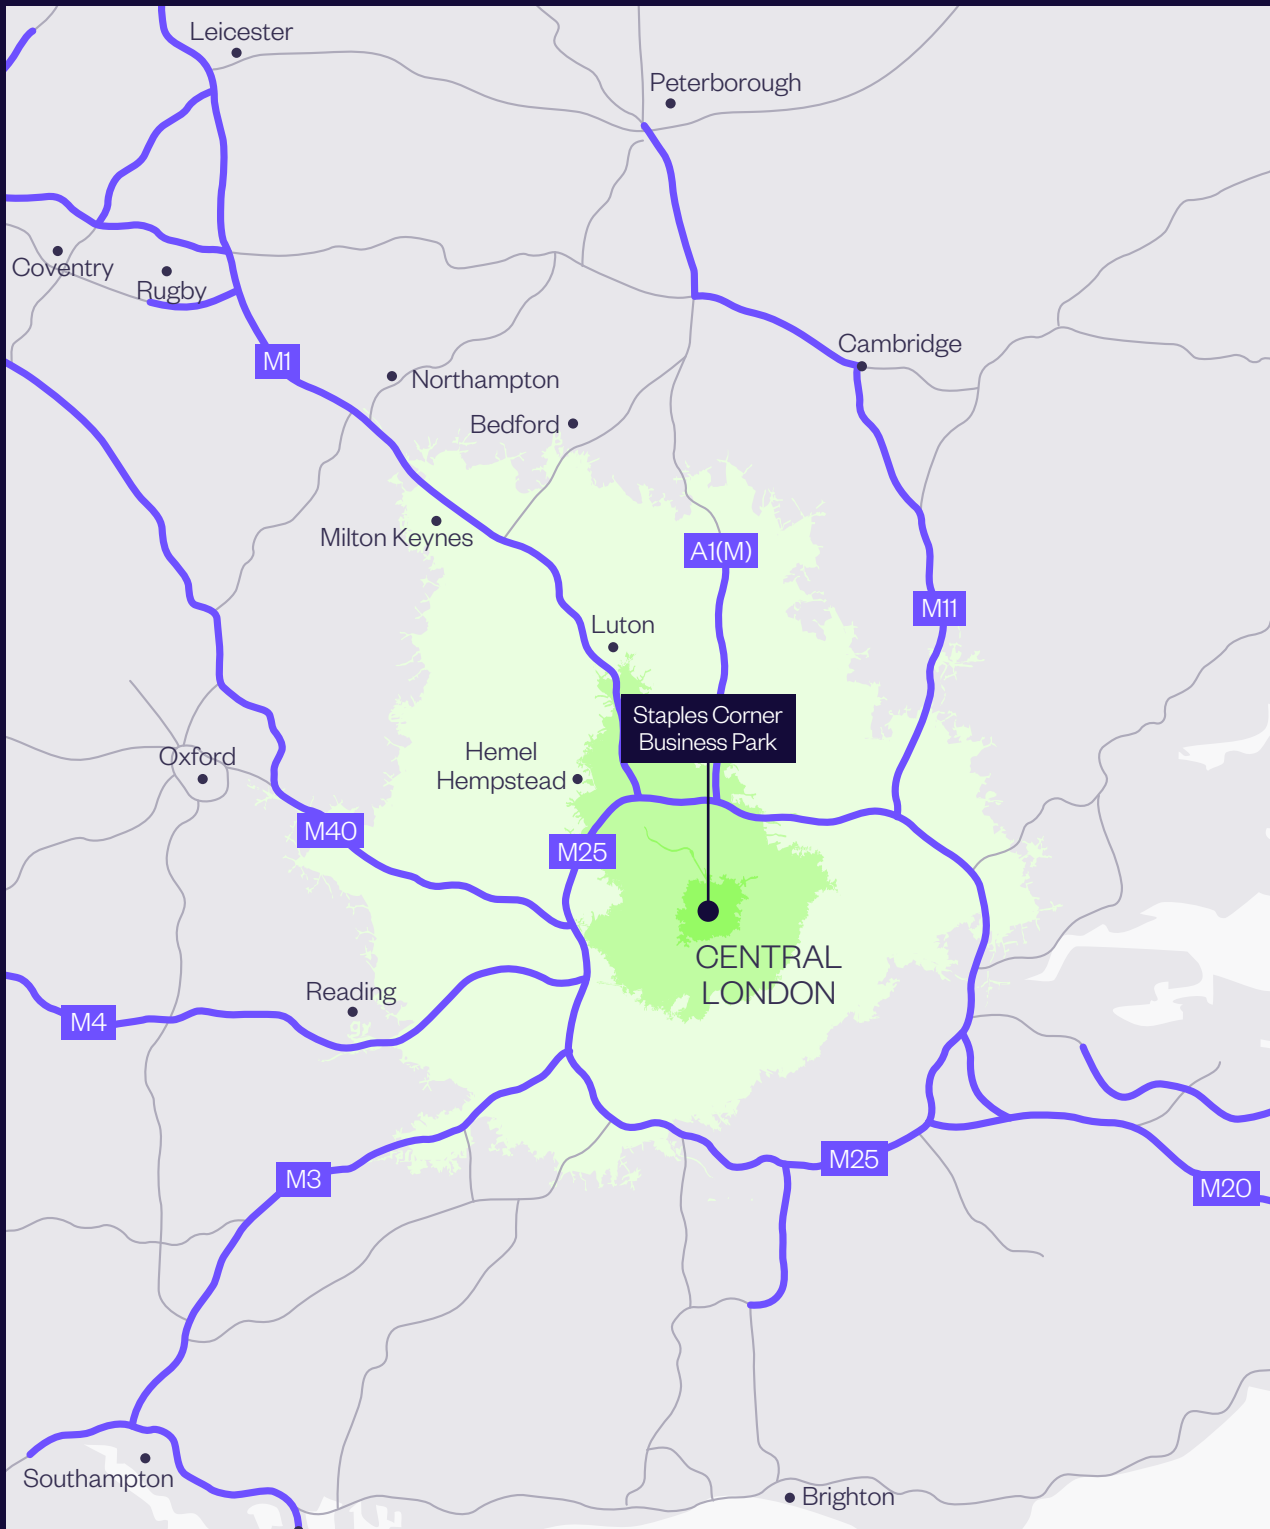 Leicester
Peterborough
Coventry
Rugby
M1
Cambridge
Northampton
Bedford
Milton Keynes
A1(M)
M11
Luton
Staples Corner
Business Park
Oxford
Hemel
Hempstead
M40
M25
CENTRAL
LONDON
Reading
M4
M25
M3
M20
Southampton
Brighton